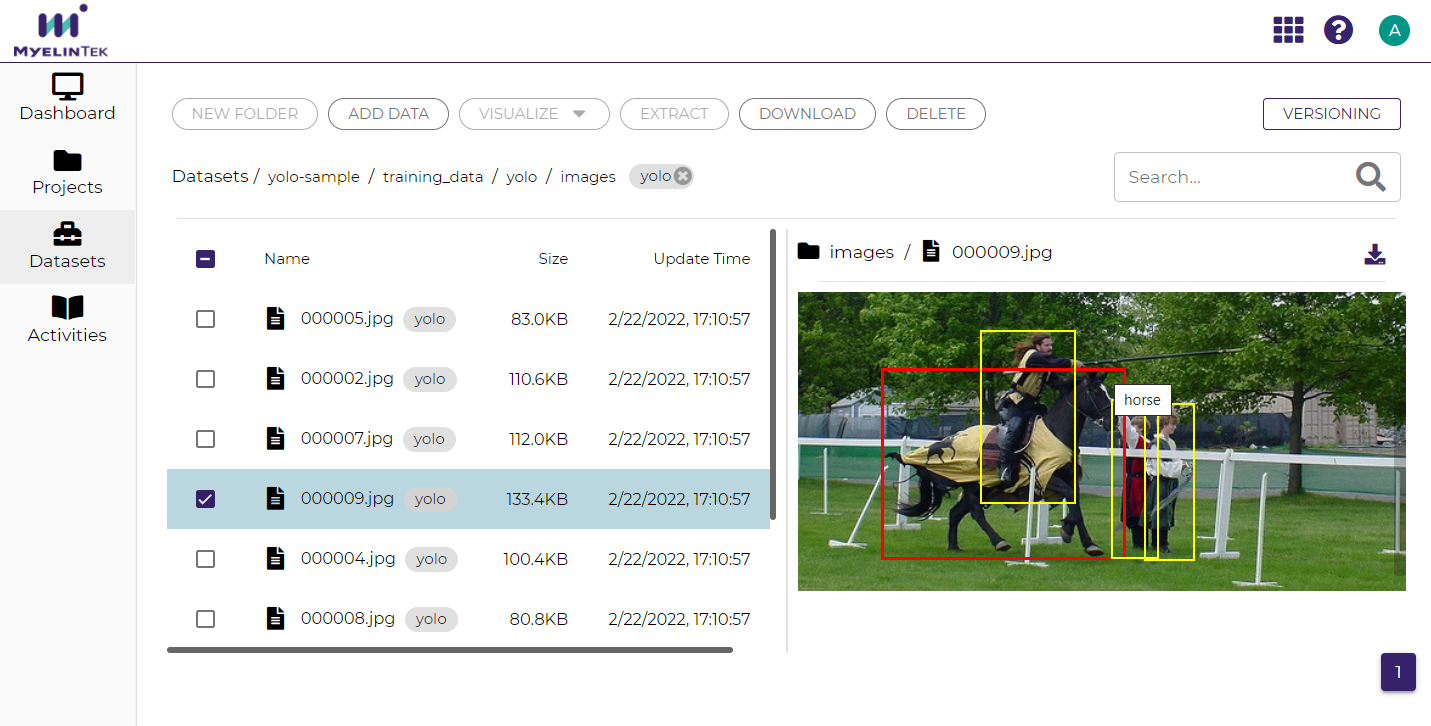 MYELINTEK
A
Dashboard
Projects
Datasets
Activities
NEW FOLDER ADD DATA VISUALIZE EXTRACT DOWNLOAD DELETE VERSIONING
Datasets / yolo-sample / training_data / yolo / images yolo
Search...
Name Size Update Time
000005.jpg yolo 83.0KB 2/22/2022, 17:10:57
000002.jpg yolo 110.6KB 2/22/2022, 17:10:57
000007.jpg yolo 112.0KB 2/22/2022, 17:10:57
000009.jpg yolo 133.4KB 2/22/2022, 17:10:57
000004.jpg yolo 100.4KB 2/22/2022, 17:10:57
000008.jpg yolo 80.8KB 2/22/2022, 17:10:57
images / 000009.jpg
horse
1